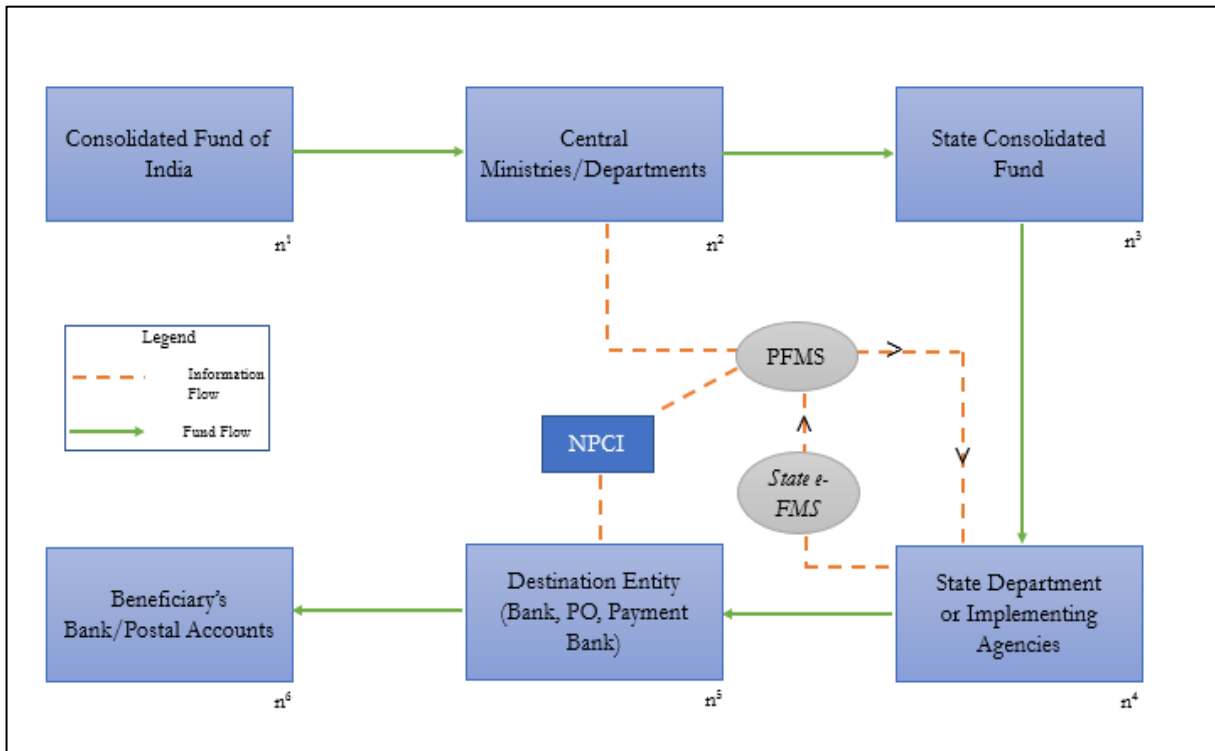 Consolidated Fund of
India
n¹
Central
Ministries/Departments
n²
State Consolidated
Fund
n³
Legend
Information
Flow
Fund Flow
PFMS
>
>
NPCI
>
State e-
FMS
Beneficiary’s
Bank/Postal Accounts
n⁶
Destination Entity
(Bank, PO, Payment
Bank)
n⁵
State Department
or Implementing
Agencies
n⁴